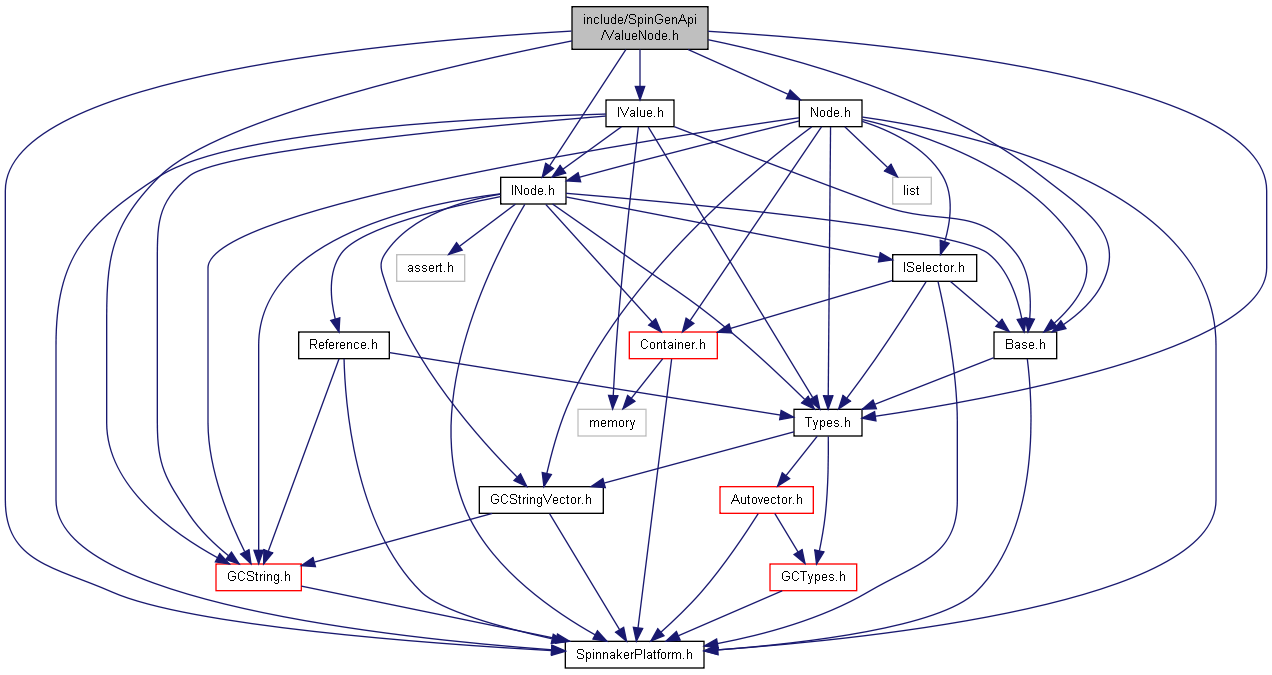 include/SpinGenApi
/ValueNode.h
IValue.h
Node.h
INode.h
list
assert.h
ISelector.h
Reference.h
Container.h
Base.h
memory
Types.h
GCStringVector.h
Autovector.h
GCString.h
GCTypes.h
SpinnakerPlatform.h